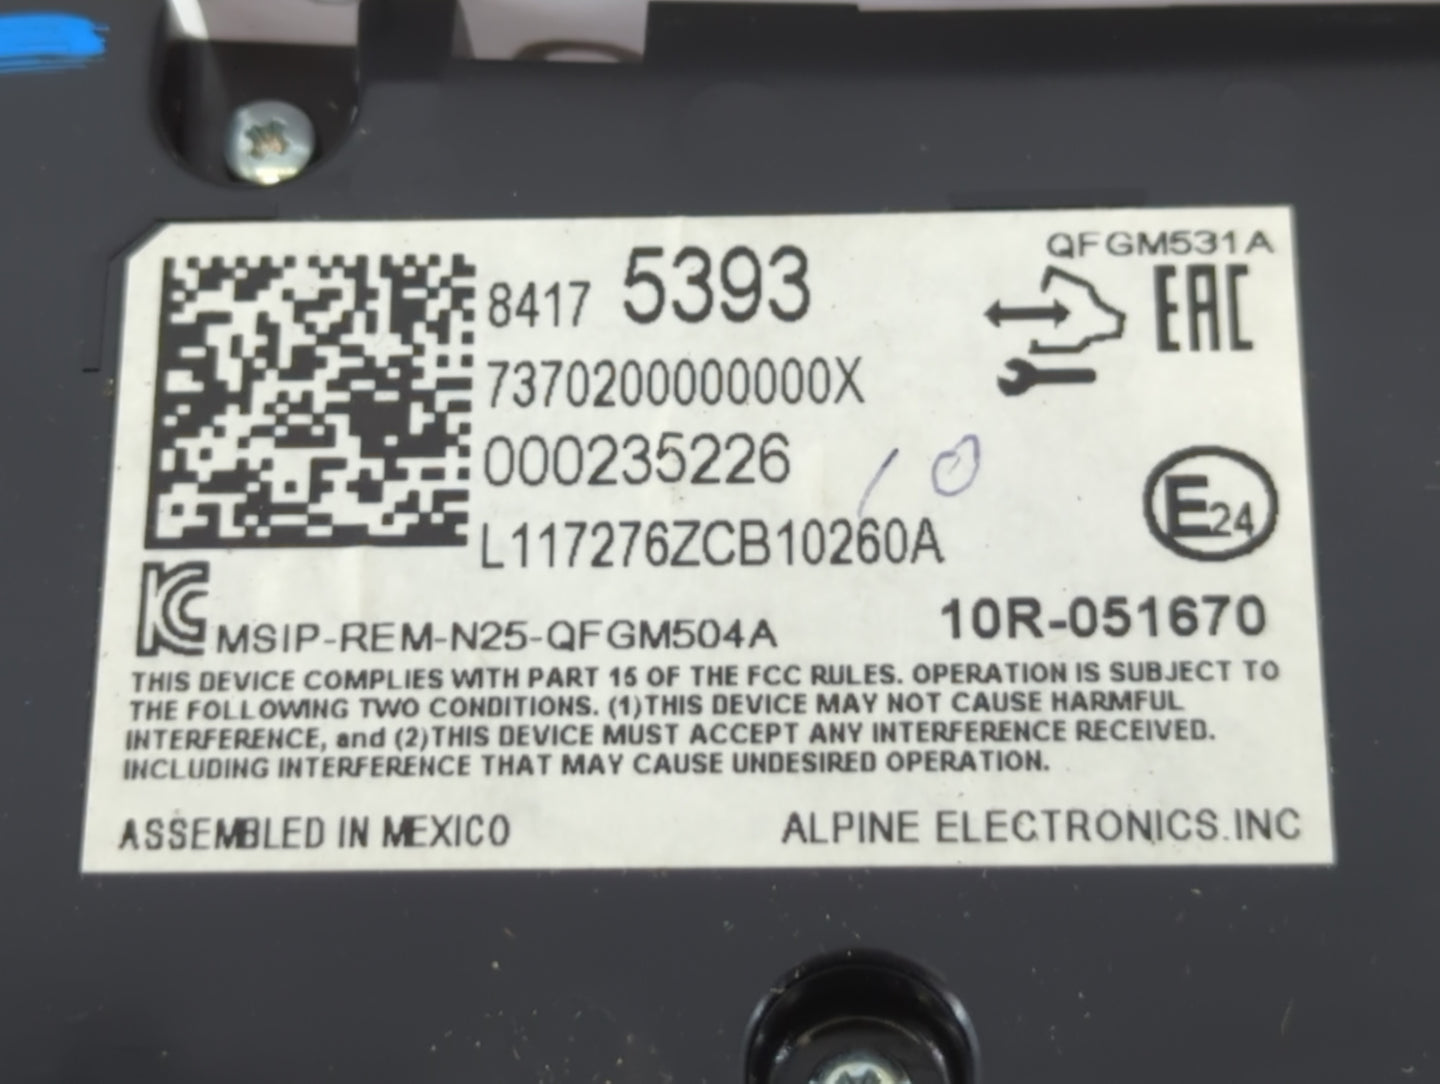 QFGM531A
8417 5393
EAC
7370200000000X
000235226
10
E24
L117276ZCB10260A
KC MSIP-REM-N25-QFGM504A
10R-051670
THIS DEVICE COMPLIES WITH PART 15 OF THE FCC RULES. OPERATION IS SUBJECT TO
THE FOLLOWING TWO CONDITIONS. (1)THIS DEVICE MAY NOT CAUSE HARMFUL
INTERFERENCE, and (2)THIS DEVICE MUST ACCEPT ANY INTERFERENCE RECEIVED.
INCLUDING INTERFERENCE THAT MAY CAUSE UNDESIRED OPERATION.
ASSEMBLED IN MEXICO
ALPINE ELECTRONICS.INC